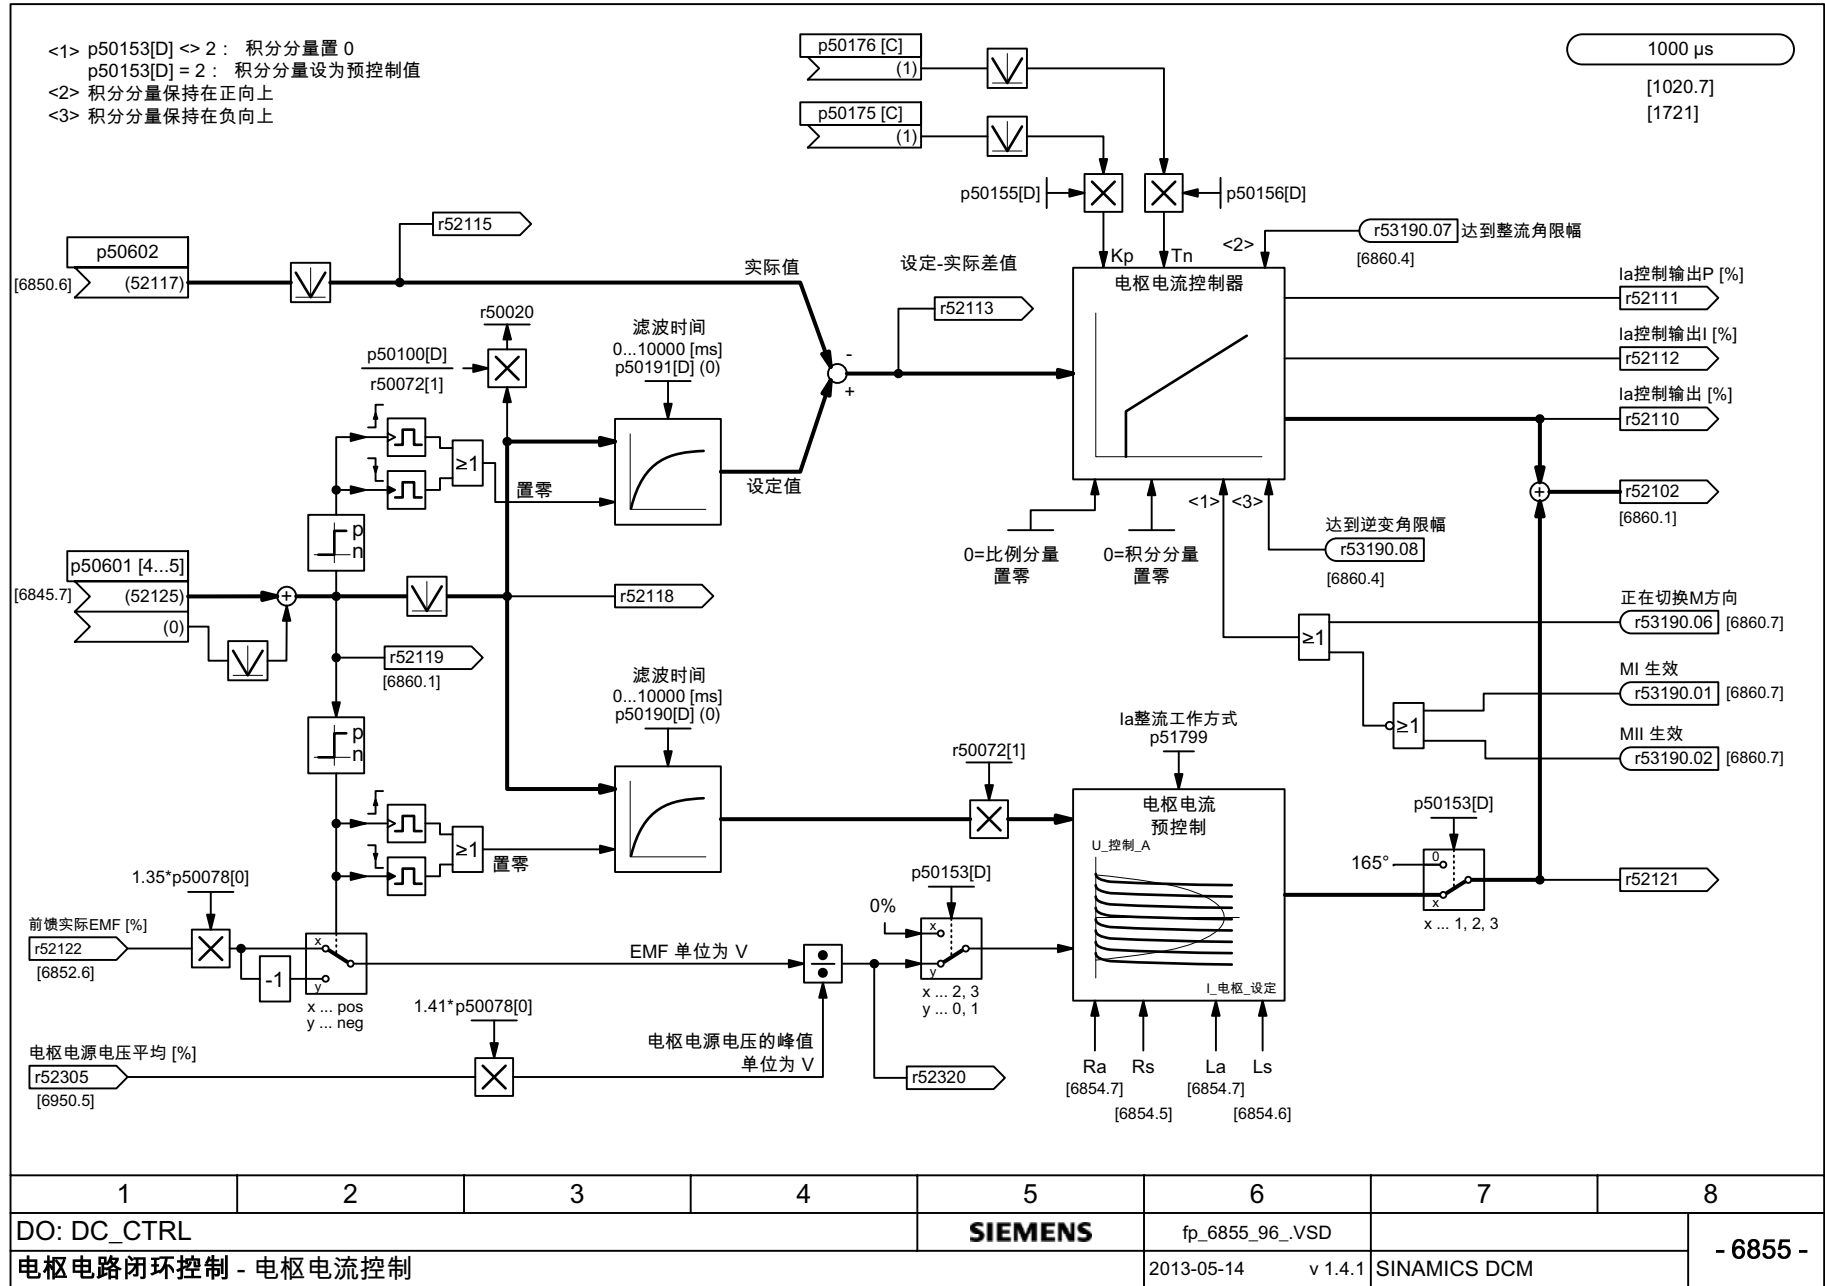 <1> p50153[D] <> 2 : 积分分量置 0
p50153[D] = 2 : 积分分量设为预控制值
<2> 积分分量保持在正向上
<3> 积分分量保持在负向上
p50176 [C]
(1)
p50175 [C]
(1)
1000 µs
[1020.7]
[1721]
p50155[D]
p50156[D]
r52115
p50602
[6850.6]
(52117)
实际值
设定-实际差值
Kp
Tn
<2>
r53190.07 达到整流角限幅
[6860.4]
电枢电流控制器
Ia控制输出P [%]
r52111
r50020
r52113
滤波时间
0...10000 [ms]
p50191[D] (0)
p50100[D]
r50072[1]
-
+
Ia控制输出I [%]
r52112
Ia控制输出 [%]
r52110
≥1
置零
设定值
+
r52102
[6860.1]
<1>
<3>
p
n
0=比例分量
置零
0=积分分量
置零
达到逆变角限幅
r53190.08
[6860.4]
p50601 [4...5]
[6845.7]
(52125)
(0)
+
r52118
正在切换M方向
r53190.06 [6860.7]
≥1
r52119
[6860.1]
滤波时间
0...10000 [ms]
p50190[D] (0)
MI 生效
r53190.01 [6860.7]
≥1
MII 生效
r53190.02 [6860.7]
p
n
Ia整流工作方式
p51799
r50072[1]
电枢电流
预控制
U_控制_A
I_电枢_设定
p50153[D]
165°
0
x
x ... 1, 2, 3
r52121
≥1
置零
1.35*p50078[0]
前馈实际EMF [%]
r52122
[6852.6]
-1
x
y
x ... pos
y ... neg
EMF 单位为 V
p50153[D]
0%
x
y
x ... 2, 3
y ... 0, 1
1.41*p50078[0]
电枢电源电压平均 [%]
r52305
[6950.5]
电枢电源电压的峰值
单位为 V
r52320
Ra
Rs
La
Ls
[6854.7]
[6854.7]
[6854.5]
[6854.6]
1 2 3 4 5 6 7 8
DO: DC_CTRL
SIEMENS
fp_6855_96_.VSD
- 6855 -
电枢电路闭环控制 - 电枢电流控制
2013-05-14 v 1.4.1
SINAMICS DCM